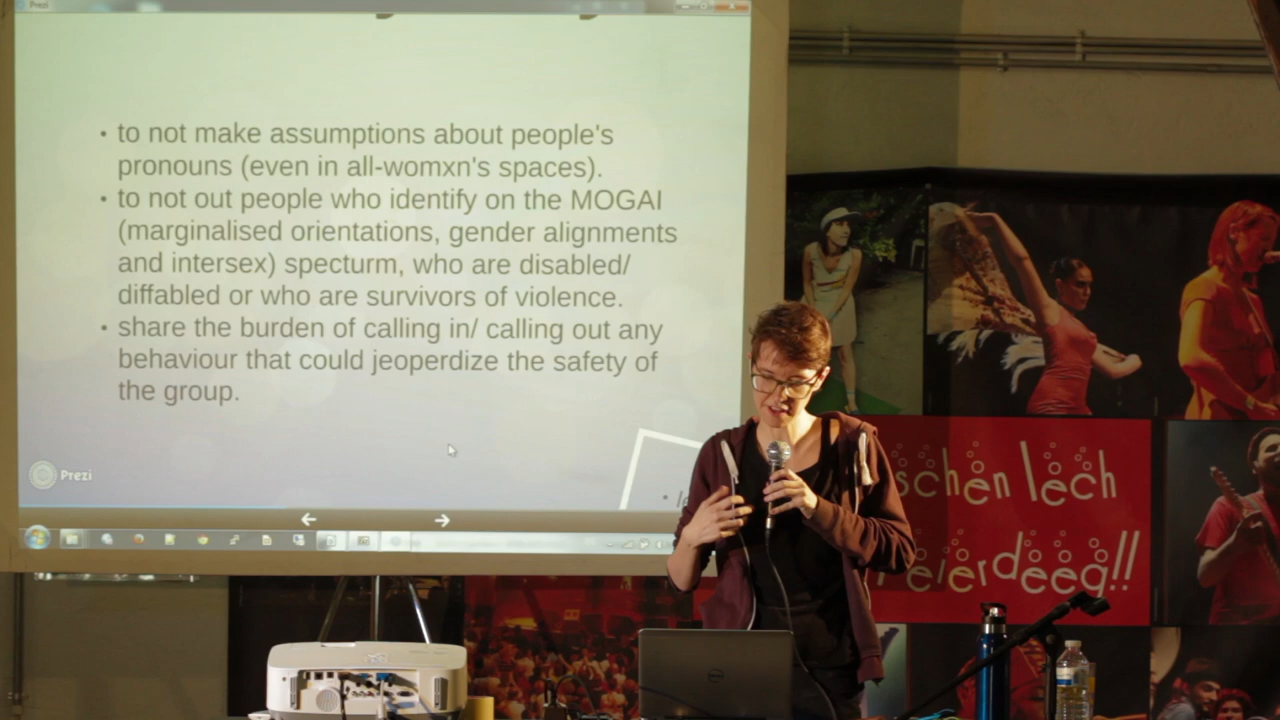 Prezi
• to not make assumptions about people's
pronouns (even in all-womxn's spaces).
• to not out people who identify on the MOGAI
(marginalised orientations, gender alignments
and intersex) specturm, who are disabled/
diffabled or who are survivors of violence.
• share the burden of calling in/ calling out any
behaviour that could jeoperdize the safety of
the group.
Prezi
schen lech
eierdeeg!!
DELL